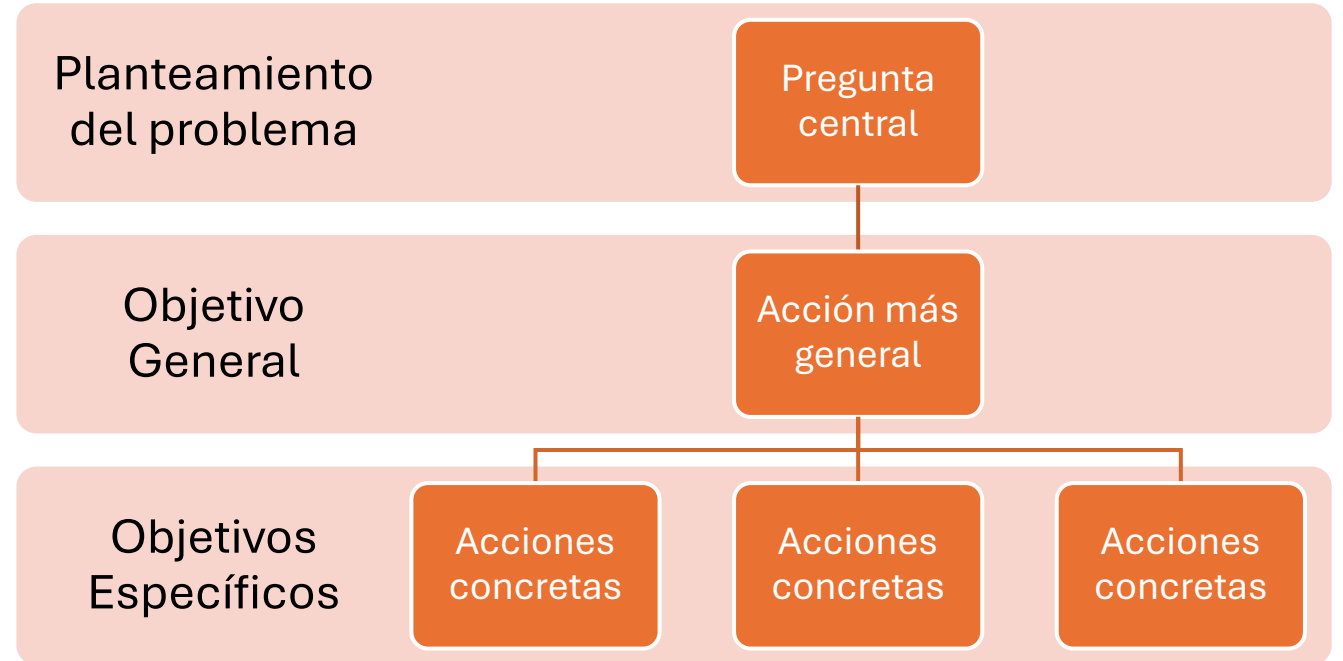 Planteamiento
del problema
Pregunta
central
Objetivo
General
Acción más
general
Objetivos
Específicos
Acciones
concretas
Acciones
concretas
Acciones
concretas